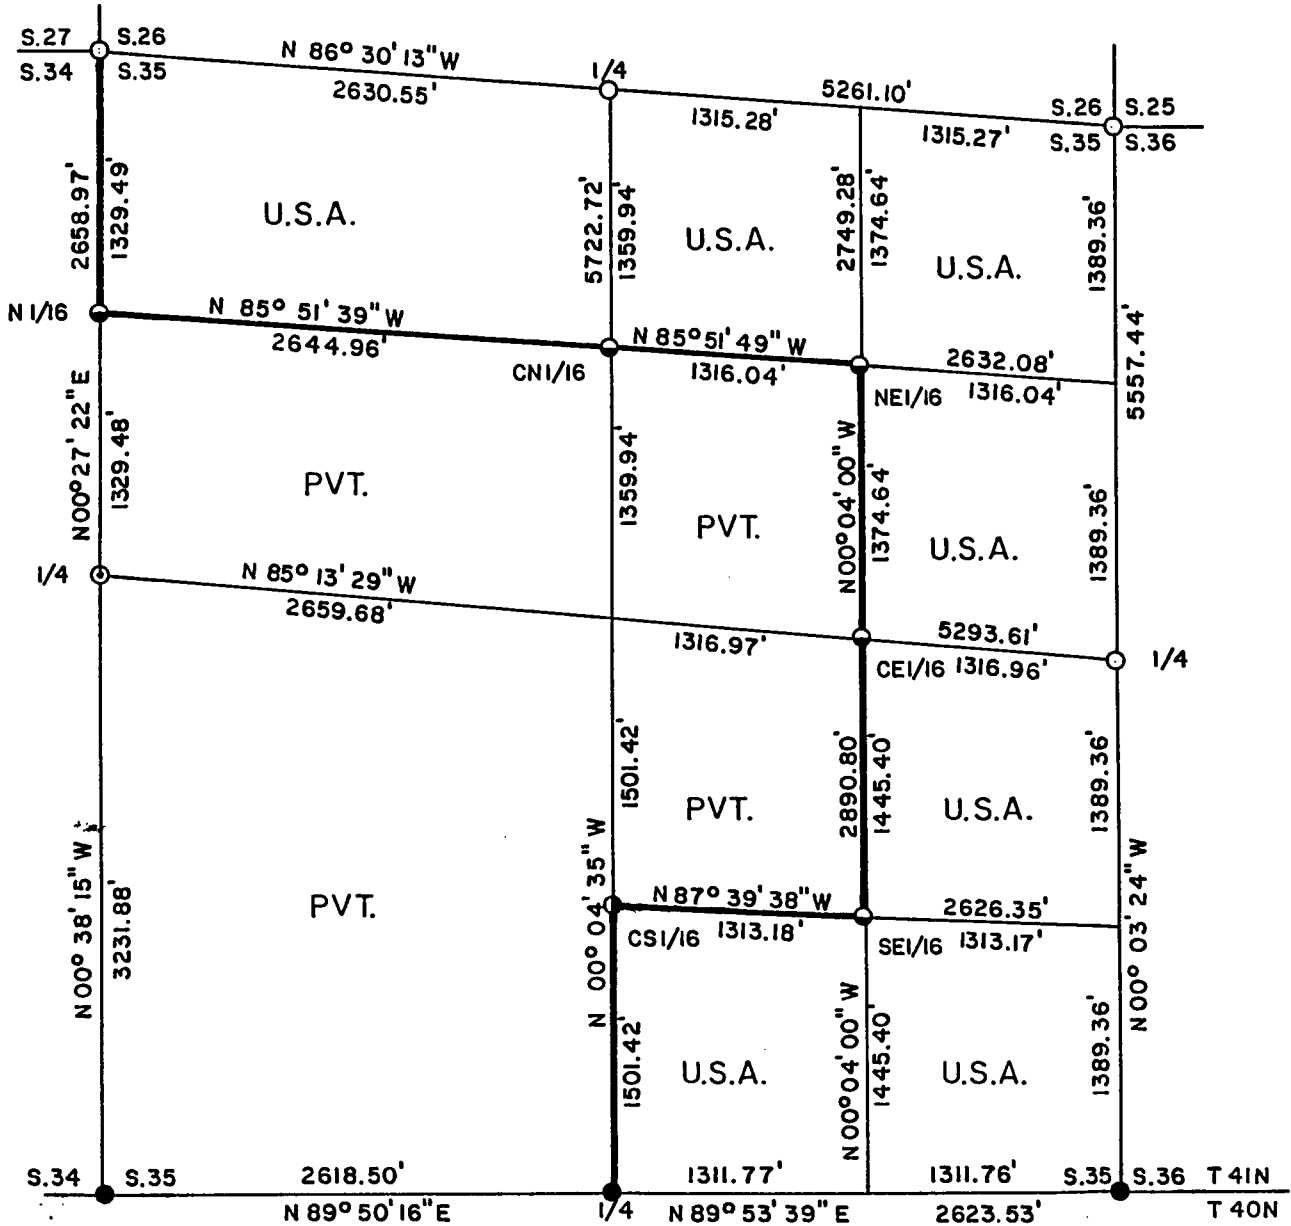 S.27 S.26
S.34 S.35
N 86° 30' 13" W
2630.55'
1/4
5261.10'
1315.28'
1315.27'
S.26 S.25
S.35 S.36
2658.97'
1329.49'
U.S.A.
5722.72'
1359.94'
U.S.A.
2749.28'
1374.64'
U.S.A.
1389.36'
N 1/16
N 85° 51' 39" W
2644.96'
CN 1/16
N 85° 51' 49" W
1316.04'
NE 1/16
2632.08'
1316.04'
5557.44'
N00° 27' 22" E
1329.48'
PVT.
1359.94'
PVT.
N00° 04' 00" W
1374.64'
U.S.A.
1389.36'
1/4
N 85° 13' 29" W
2659.68'
1316.97'
5293.61'
CE1/16 1316.96'
1/4
1501.42'
PVT.
2890.80'
1445.40'
U.S.A.
1389.36'
N00° 38' 15" W
3231.88'
PVT.
N 00° 04' 35" W
N 87° 39' 38" W
CS1/16 1313.18'
2626.35'
SE1/16 1313.17'
N00° 03' 24" W
1501.42'
U.S.A.
N00° 04' 00" W
1445.40'
U.S.A.
1389.36'
S.34 S.35
2618.50'
1311.77'
1311.76'
S.35 S.36 T 41N
N 89° 50' 16" E
1/4
N 89° 53' 39" E
2623.53'
T 40N